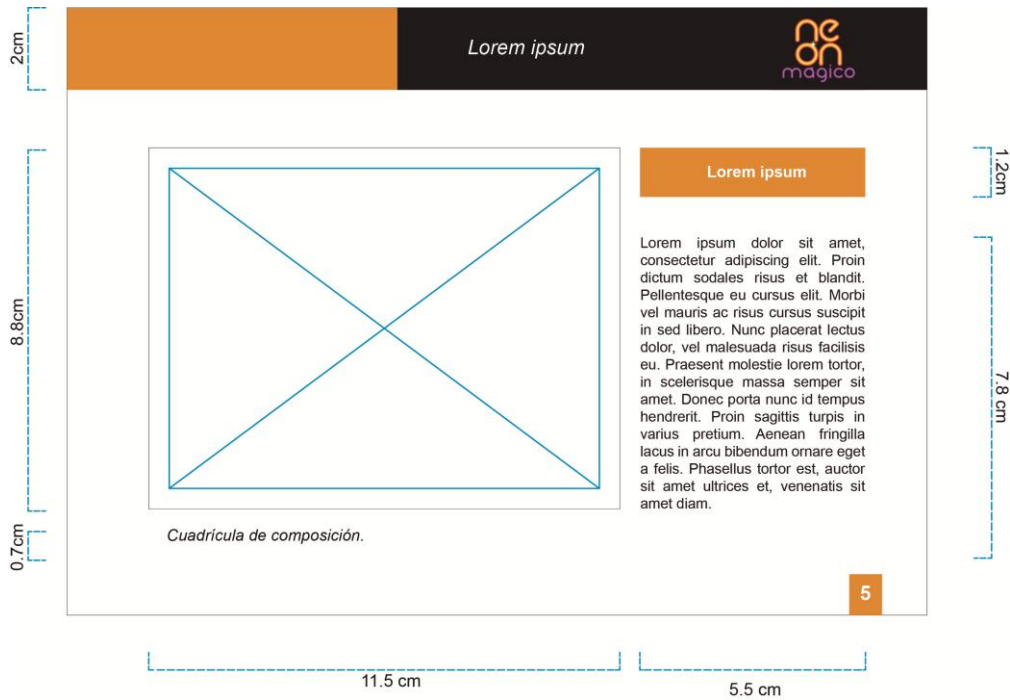 2cm
Lorem ipsum
ne
on
magico
8.8cm
0.7cm
Lorem ipsum
1.2cm
Lorem ipsum dolor sit amet,
consectetur adipiscing elit. Proin
dictum sodales risus et blandit.
Pellentesque eu cursus elit. Morbi
vel mauris ac risus cursus suscipit
in sed libero. Nunc placerat lectus
dolor, vel malesuada risus facilisis
eu. Praesent molestie lorem tortor,
in scelerisque massa semper sit
amet. Donec porta nunc id tempus
hendrerit. Proin sagittis turpis in
varius pretium. Aenean fringilla
lacus in arcu bibendum ornare eget
a felis. Phasellus tortor est, auctor
sit amet ultrices et, venenatis sit
amet diam.
7.8 cm
Cuadrícula de composición.
5
11.5 cm
5.5 cm